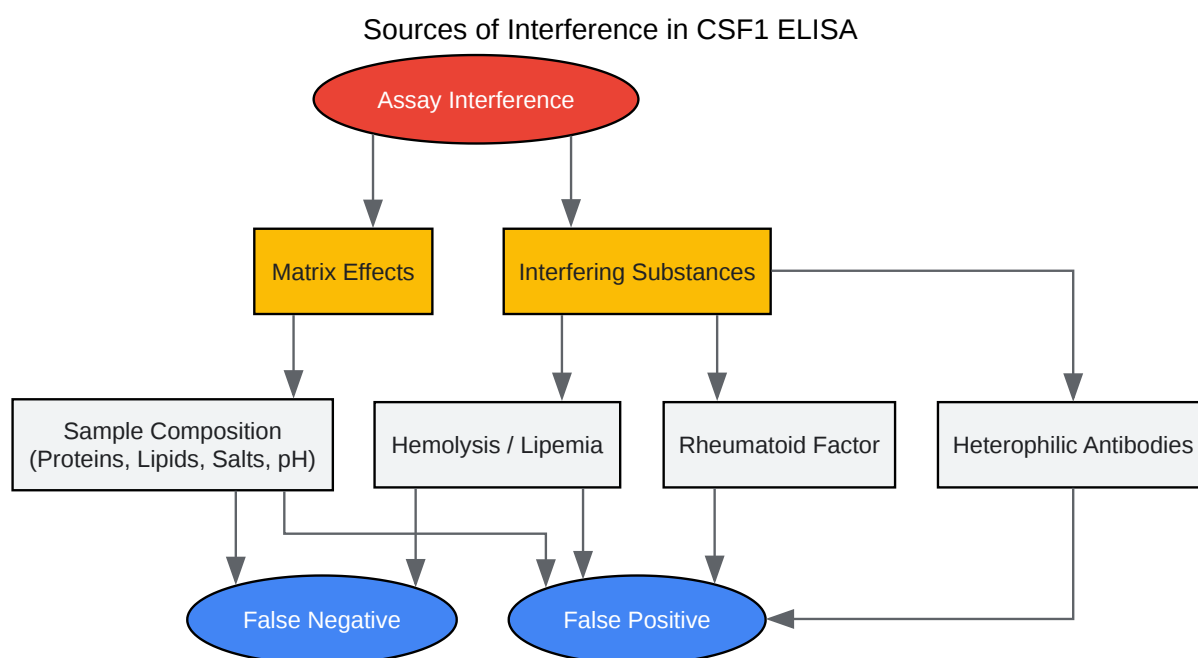 Sources of Interference in CSF1 ELISA
Assay Interference
Matrix Effects
Interfering Substances
Sample Composition
(Proteins, Lipids, Salts, pH)
Hemolysis / Lipemia
Rheumatoid Factor
Heterophilic Antibodies
False Negative
False Positive